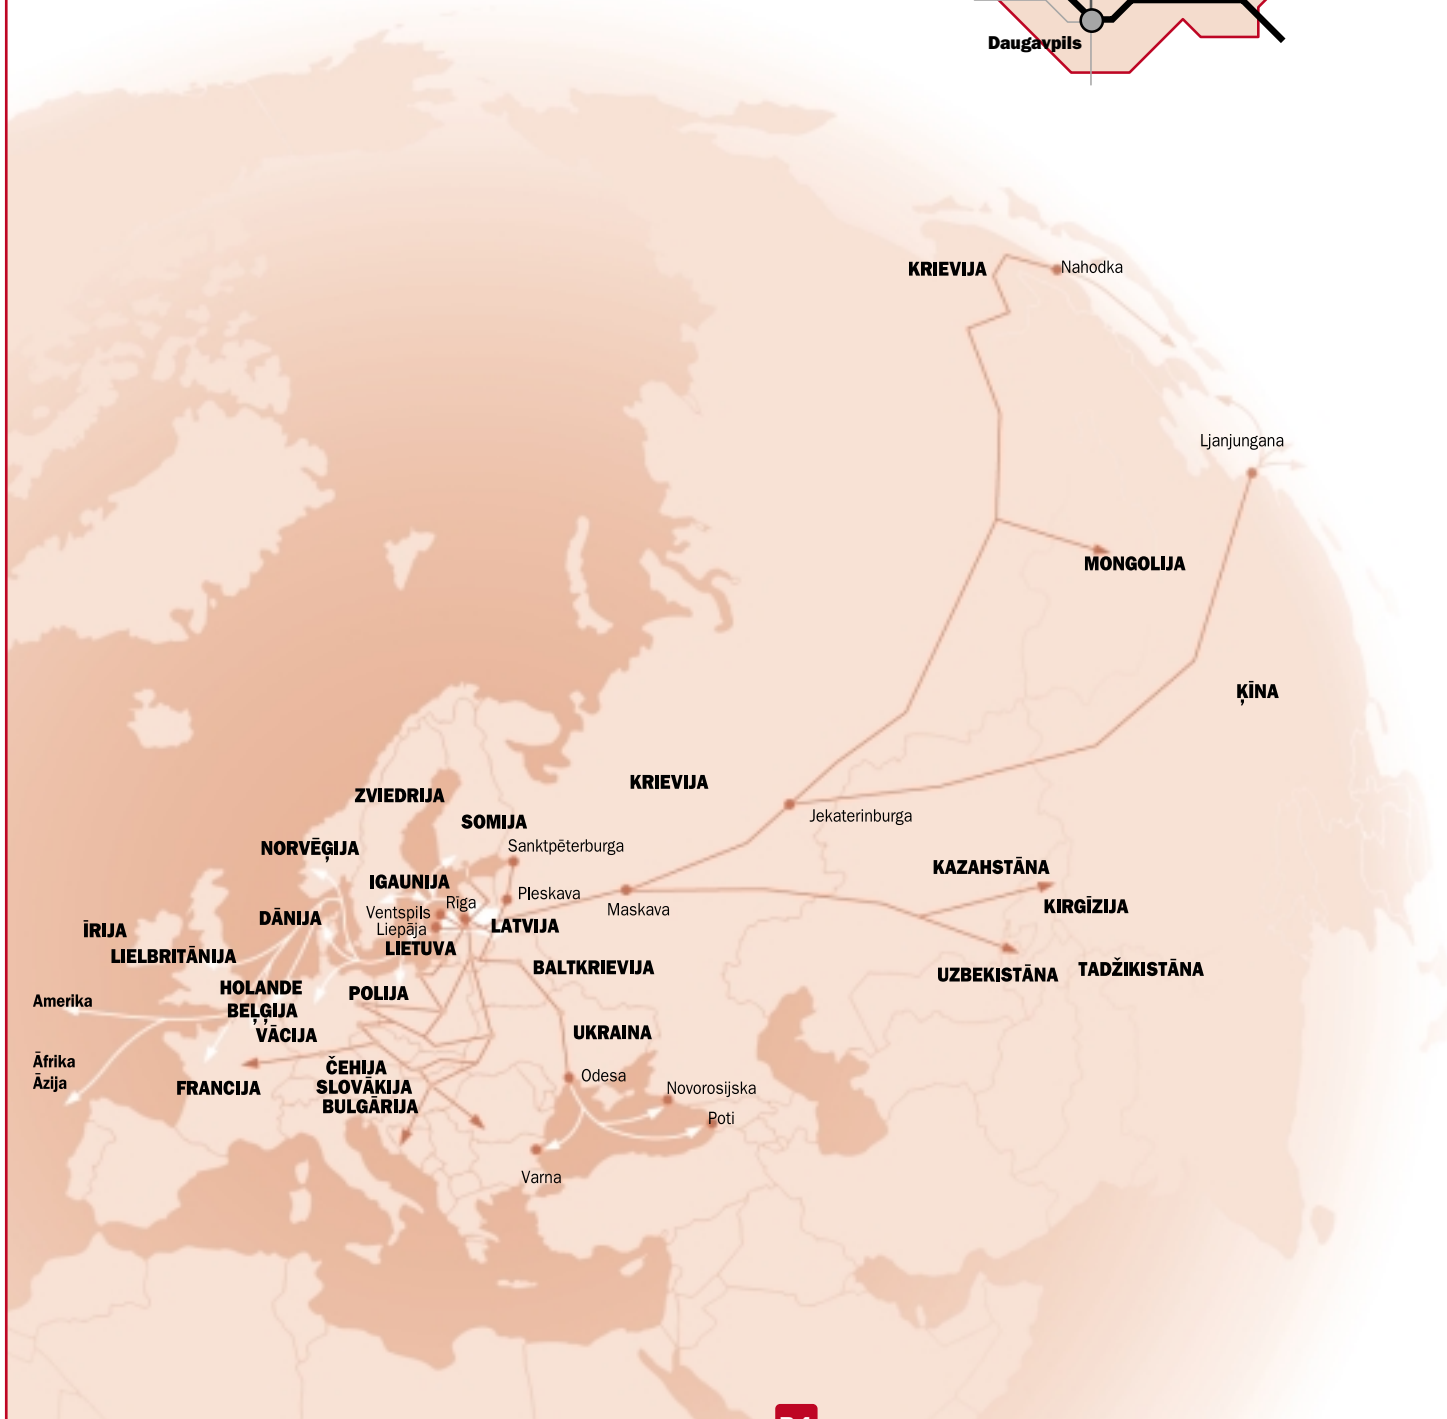 Daugavpils
KRIEVIJA
Nahodka
Ljanjungana
MONGOLIJA
ĶĪNA
KRIEVIJA
ZVIEDRIJA
Jekaterinburga
SOMIJA
NORVĒĢIJA
Sanktpēterburga
KAZAHSTĀNA
IGAUNIJA
Pleskava
Rīga
Ventspils
Maskava
KIRGĪZIJA
DĀNIJA
LATVIJA
Liepāja
ĪRIJA
LIETUVA
LIELBRITĀNIJA
BALTKRIEVIJA
UZBEKISTĀNA
TADŽIKISTĀNA
HOLANDE
POLIJA
Amerika
BEĻĢIJA
VĀCIJA
UKRAINA
Āfrika
ČEHIJA
Odesa
Āzija
FRANCIJA
SLOVĀKIJA
Novorosijska
BULGĀRIJA
Poti
Varna